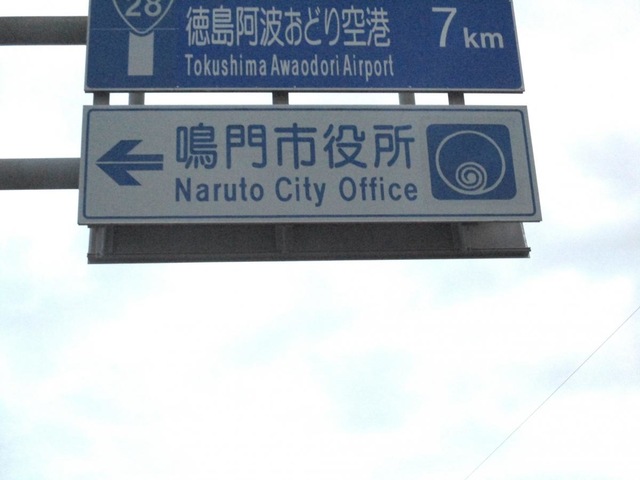 28
徳島阿波おどり空港 7km
Tokushima Awaodori Airport
鳴門市役所
Naruto City Office